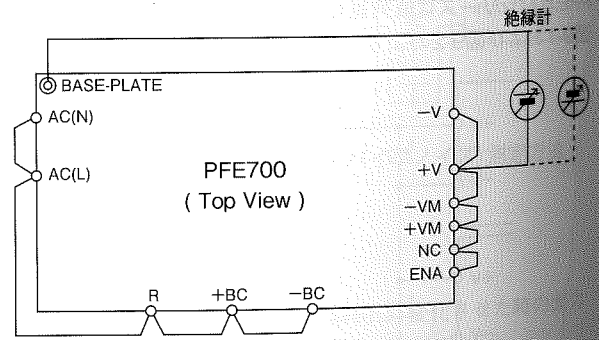 絶縁計
BASE-PLATE
AC(N)
AC(L)
PFE700
( Top View )
−V
+V
−VM
+VM
NC
ENA
R
+BC
−BC